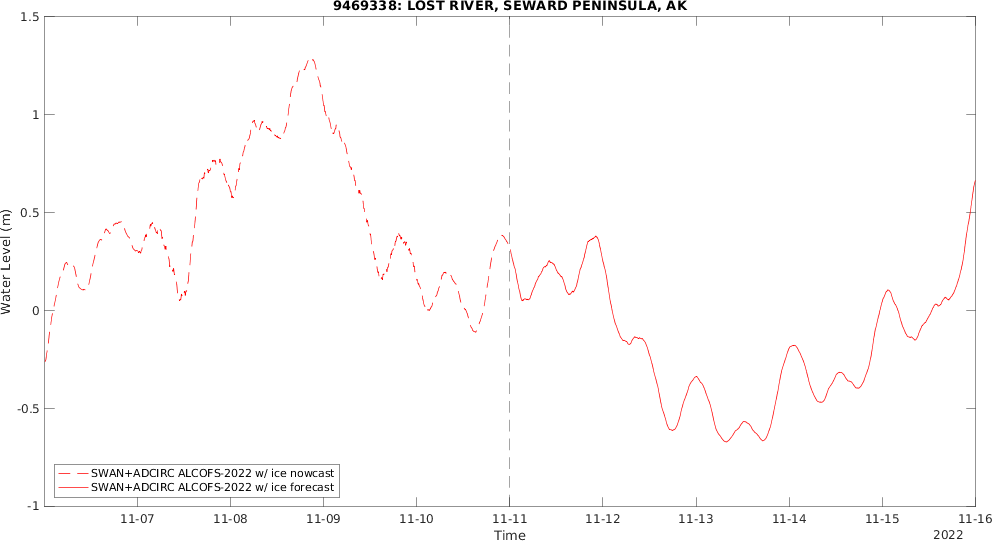 9469338: LOST RIVER, SEWARD PENINSULA, AK
1.5
1
0.5
0
-0.5
-1
Water Level (m)
SWAN+ADCIRC ALCOFS-2022 w/ ice nowcast
SWAN+ADCIRC ALCOFS-2022 w/ ice forecast
11-07 11-08 11-09 11-10 11-11 11-12 11-13 11-14 11-15 11-16
Time
2022